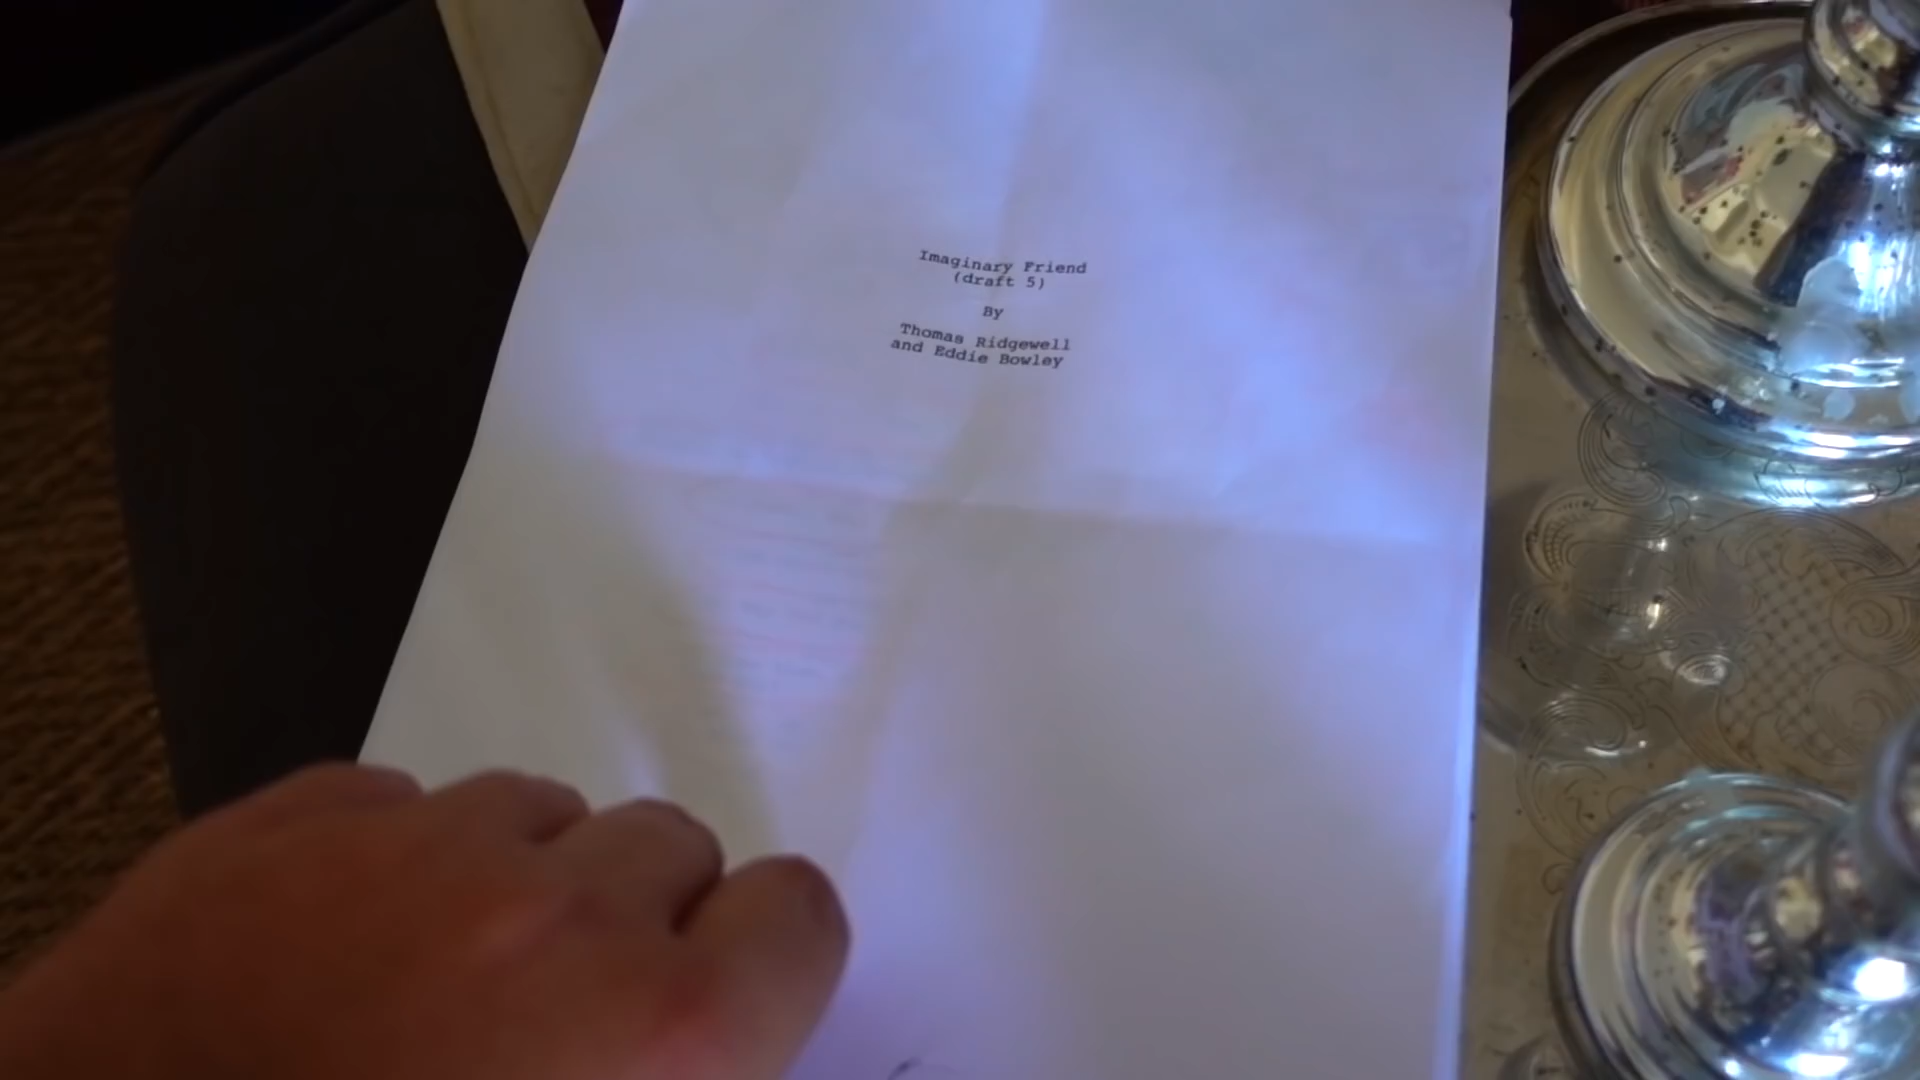 Imaginary Friend
(draft 5)
By
Thomas Ridgewell
and Eddie Bowley